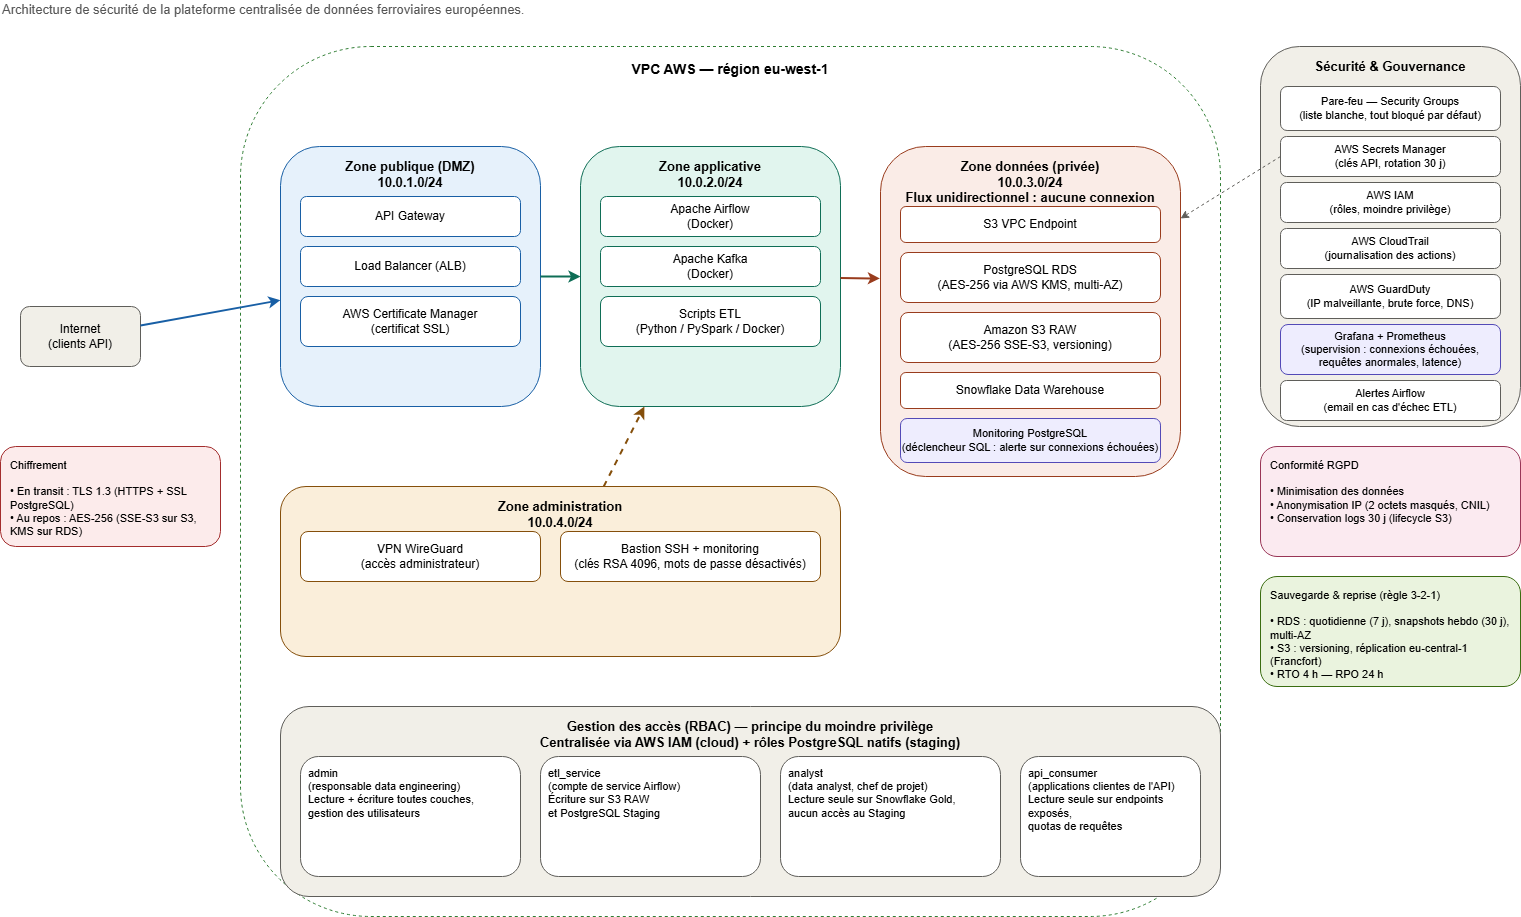 Architecture de sécurité de la plateforme centralisée de données ferroviaires européennes.
VPC AWS — région eu-west-1
Internet
(clients API)
Zone publique (DMZ)
10.0.1.0/24
API Gateway
Load Balancer (ALB)
AWS Certificate Manager
(certificat SSL)
Zone applicative
10.0.2.0/24
Apache Airflow
(Docker)
Apache Kafka
(Docker)
Scripts ETL
(Python / PySpark / Docker)
Zone données (privée)
10.0.3.0/24
Flux unidirectionnel : aucune connexion
S3 VPC Endpoint
PostgreSQL RDS
(AES-256 via AWS KMS, multi-AZ)
Amazon S3 RAW
(AES-256 SSE-S3, versioning)
Snowflake Data Warehouse
Monitoring PostgreSQL
(déclencheur SQL : alerte sur connexions échouées)
Zone administration
10.0.4.0/24
VPN WireGuard
(accès administrateur)
Bastion SSH + monitoring
(clés RSA 4096, mots de passe désactivés)
Chiffrement
• En transit : TLS 1.3 (HTTPS + SSL
PostgreSQL)
• Au repos : AES-256 (SSE-S3 sur S3,
KMS sur RDS)
Gestion des accès (RBAC) — principe du moindre privilège
Centralisée via AWS IAM (cloud) + rôles PostgreSQL natifs (staging)
admin
(responsable data engineering)
Lecture + écriture toutes couches,
gestion des utilisateurs
etl_service
(compte de service Airflow)
Écriture sur S3 RAW
et PostgreSQL Staging
analyst
(data analyst, chef de projet)
Lecture seule sur Snowflake Gold,
aucun accès au Staging
api_consumer
(applications clientes de l'API)
Lecture seule sur endpoints
exposés,
quotas de requêtes
Sécurité & Gouvernance
Pare-feu — Security Groups
(liste blanche, tout bloqué par défaut)
AWS Secrets Manager
(clés API, rotation 30 j)
AWS IAM
(rôles, moindre privilège)
AWS CloudTrail
(journalisation des actions)
AWS GuardDuty
(IP malveillante, brute force, DNS)
Grafana + Prometheus
(supervision : connexions échouées,
requêtes anormales, latence)
Alertes Airflow
(email en cas d'échec ETL)
Conformité RGPD
• Minimisation des données
• Anonymisation IP (2 octets masqués, CNIL)
• Conservation logs 30 j (lifecycle S3)
Sauvegarde & reprise (règle 3-2-1)
• RDS : quotidienne (7 j), snapshots hebdo (30 j),
multi-AZ
• S3 : versioning, réplication eu-central-1
(Francfort)
• RTO 4 h — RPO 24 h